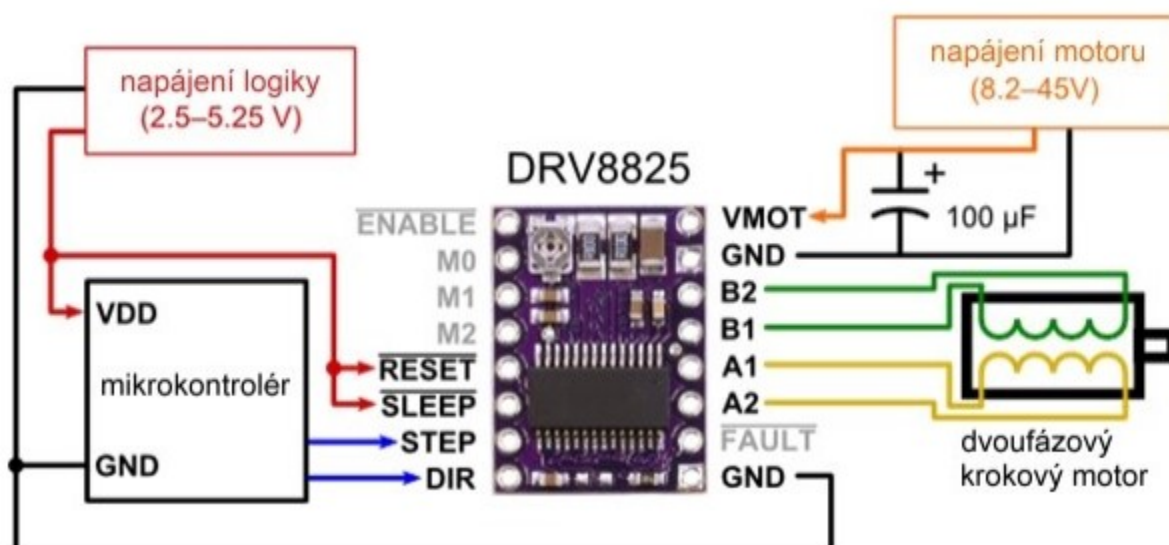 napájení logiky
(2.5–5.25 V)
napájení motoru
(8.2–45V)
DRV8825
ENABLE
M0
M1
M2
RESET
SLEEP
STEP
DIR
VMOT
GND
B2
B1
A1
A2
FAULT
GND
+
100 µF
VDD
mikrokontrolér
GND
dvoufázový
krokový motor